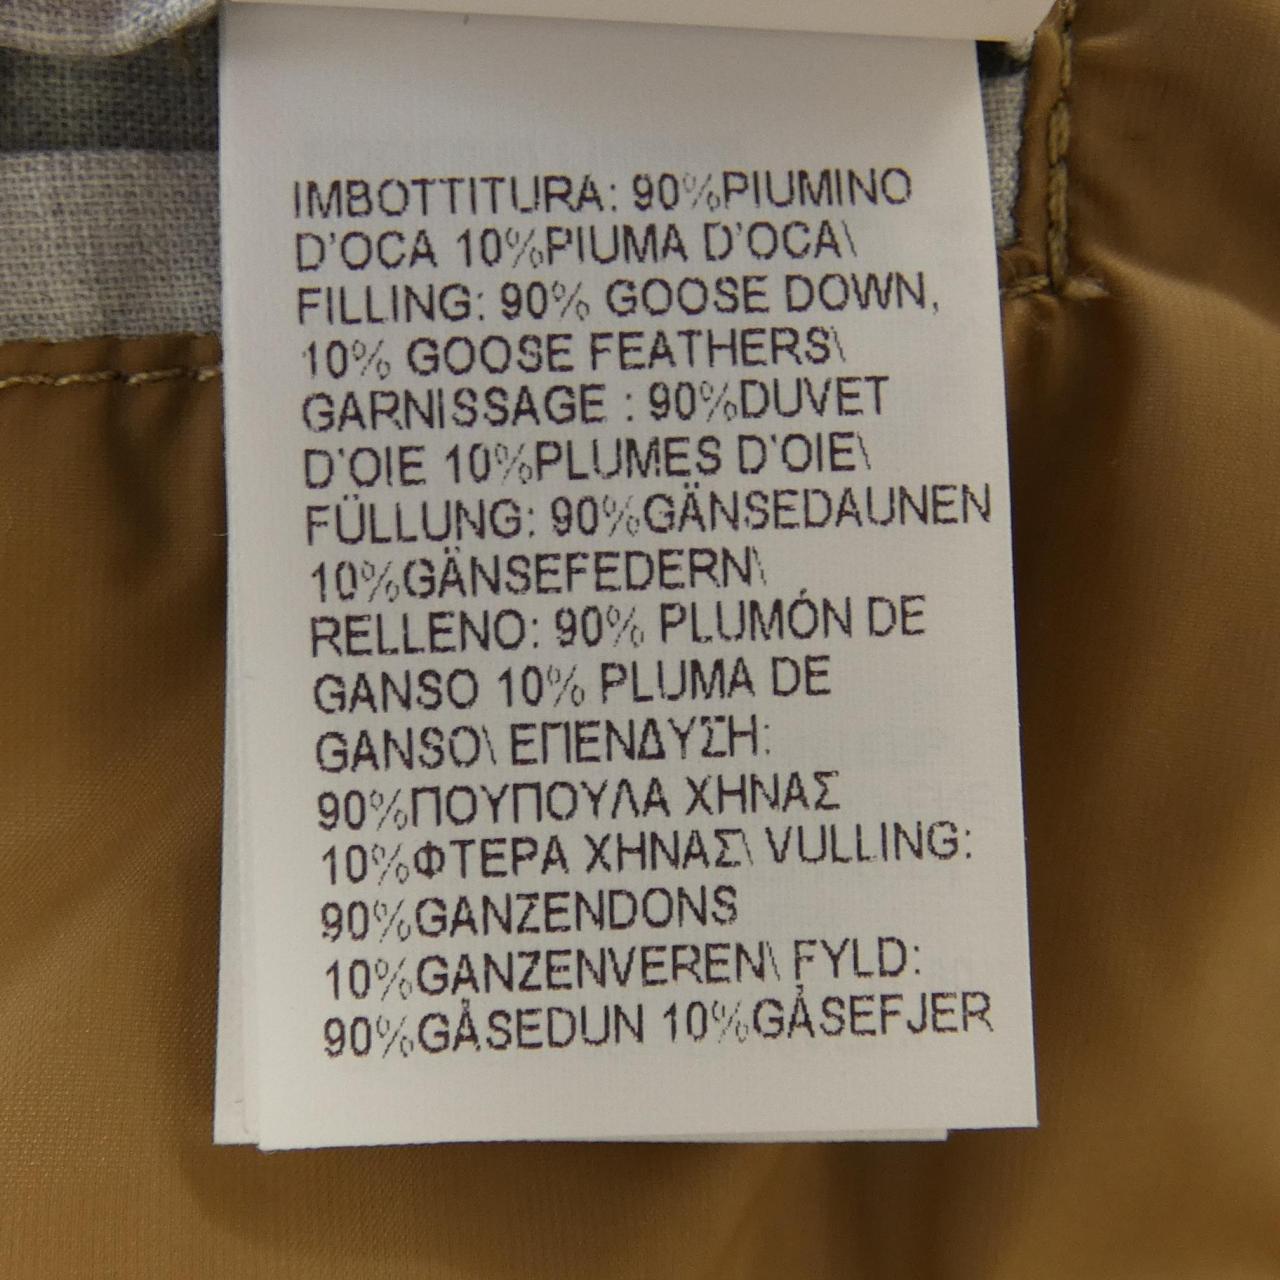 IMBOTTITURA: 90%PIUMINO
D'OCA 10%PIUMA D'OCA\
FILLING: 90% GOOSE DOWN,
10% GOOSE FEATHERS\
GARNISSAGE : 90%DUVET
D'OIE 10%PLUMES D'OIE\
FÜLLUNG: 90%GÄNSEDAUNEN
10%GÄNSEFEDERN\
RELLENO: 90% PLUMÓN DE
GANSO 10% PLUMA DE
GANSO\ ΕΠΕΝΔΥΣΗ:
90%ΠΟΥΠΟΥΛΑ ΧΗΝΑΣ
10%ΦΤΕΡΑ ΧΗΝΑΣ\ VULLING:
90%GANZENDONS
10%GANZENVEREN\ FYLD:
90%GÅSEDUN 10%GÅSEFJER